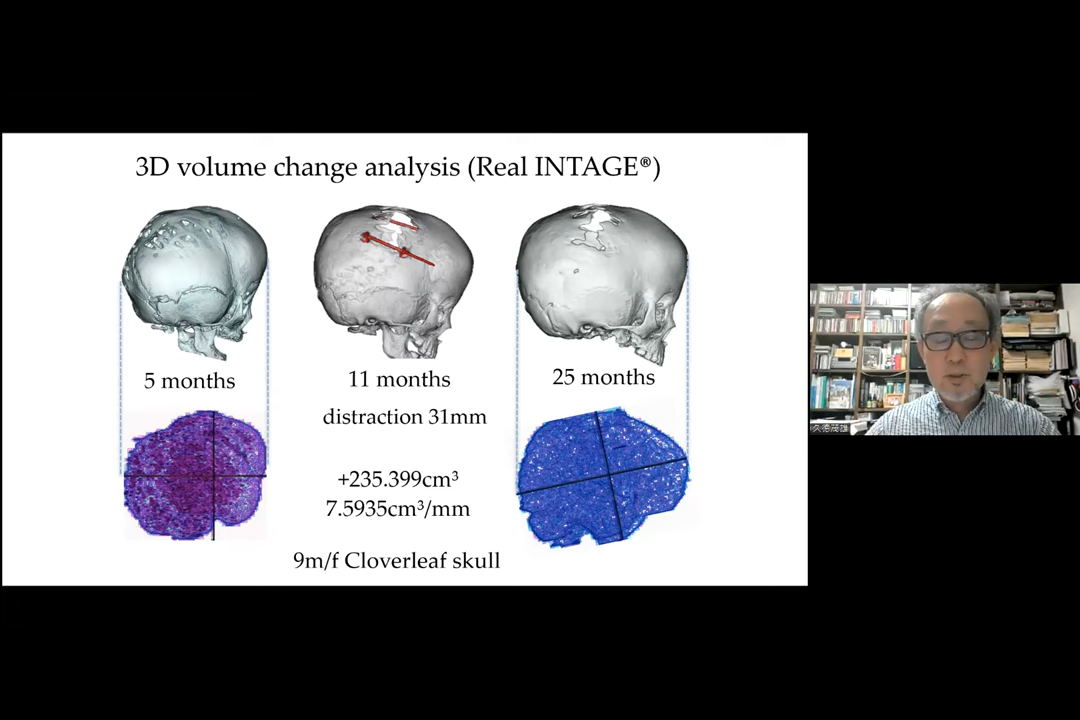 3D volume change analysis (Real INTAGE®)
5 months
11 months
25 months
distraction 31mm
+235.399cm³
7.5935cm³/mm
9m/f Cloverleaf skull